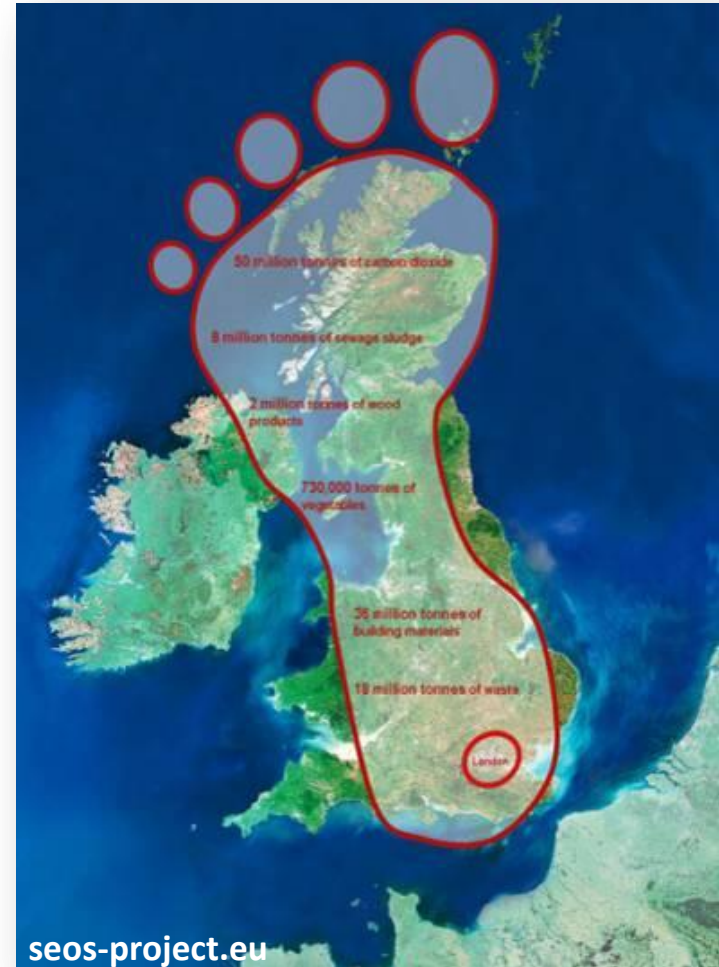 50 million tonnes of carbon dioxide
8 million tonnes of sewage sludge
2 million tonnes of wood
products
730,000 tonnes of
vegetables
36 million tonnes of
building materials
18 million tonnes of waste
London
seos-project.eu